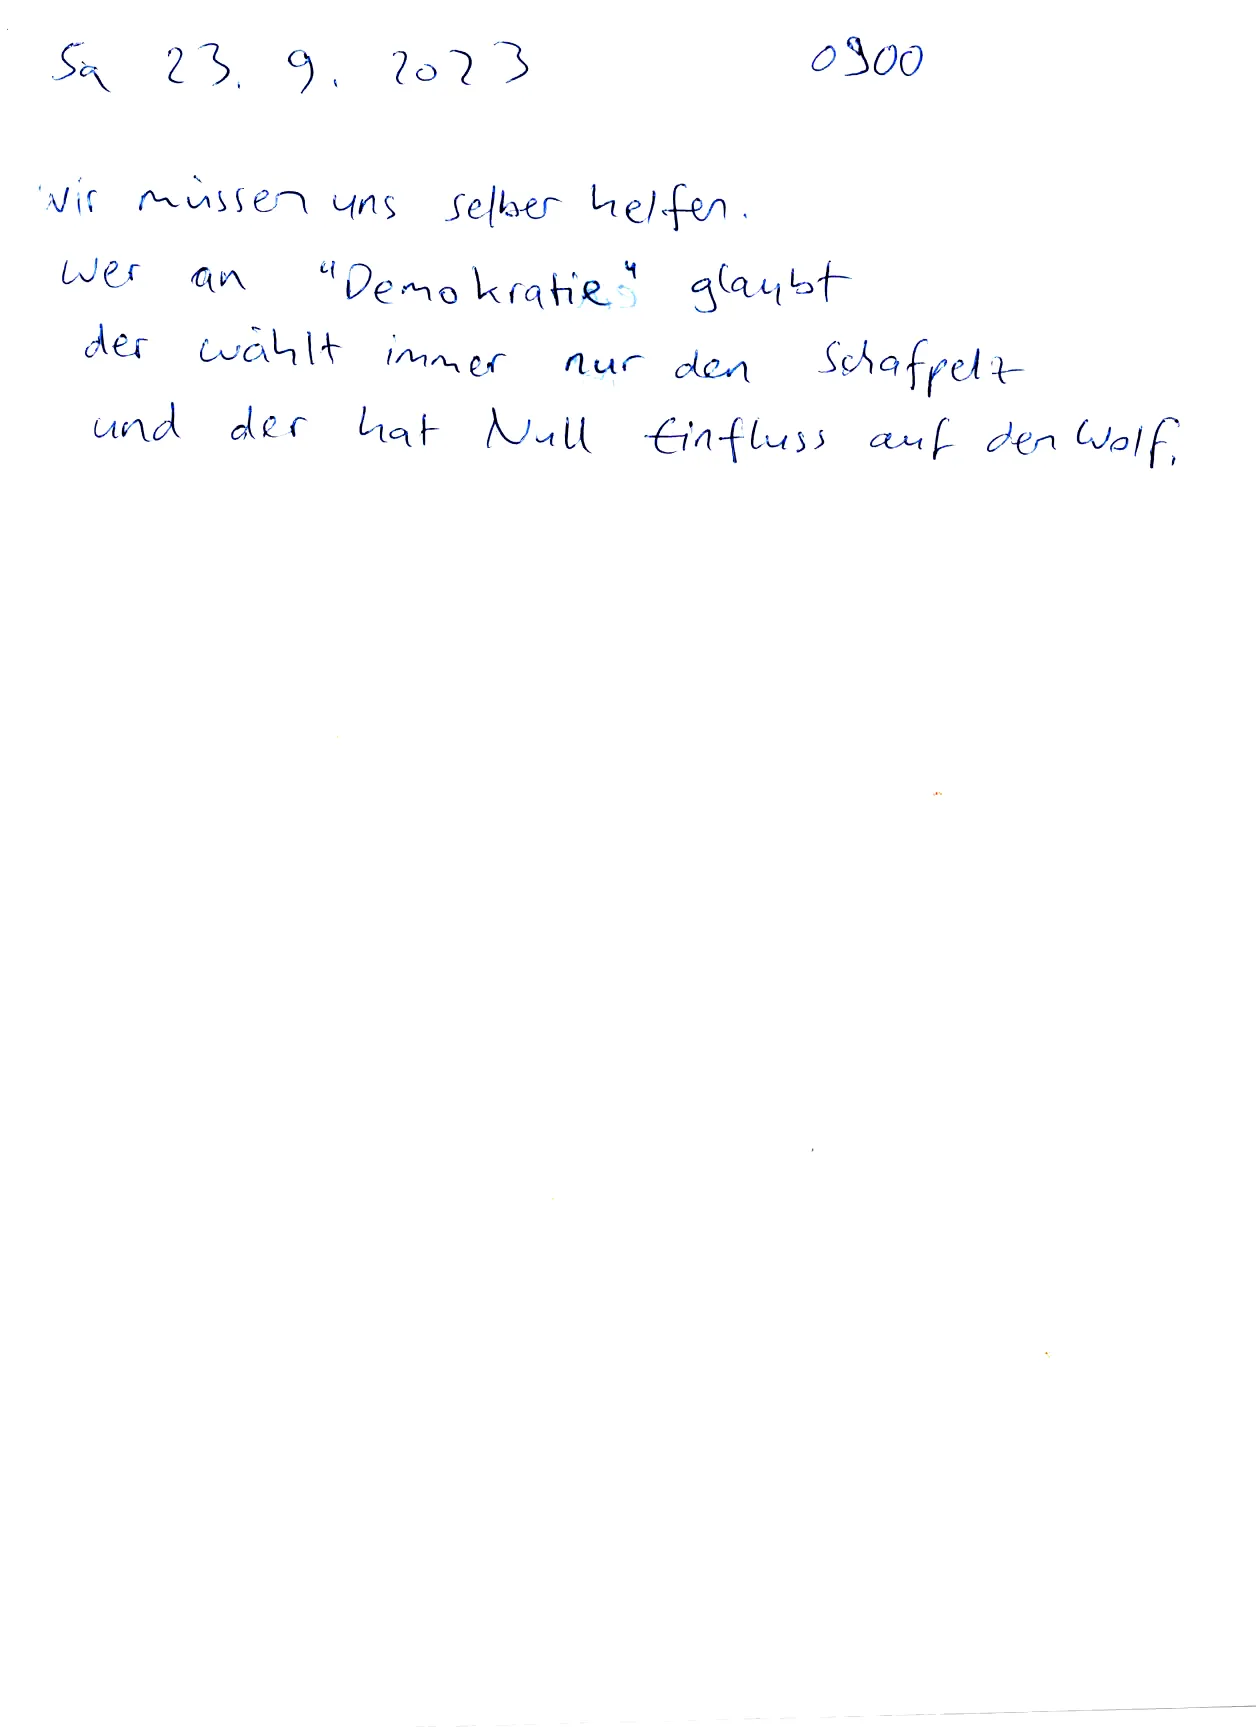 Sa 23. 9. 2023 0900
Wir müssen uns selber helfen.
Wer an "Demokratie" glaubt
der wählt immer nur den Schafpelz
und der hat Null Einfluss auf den Wolf.